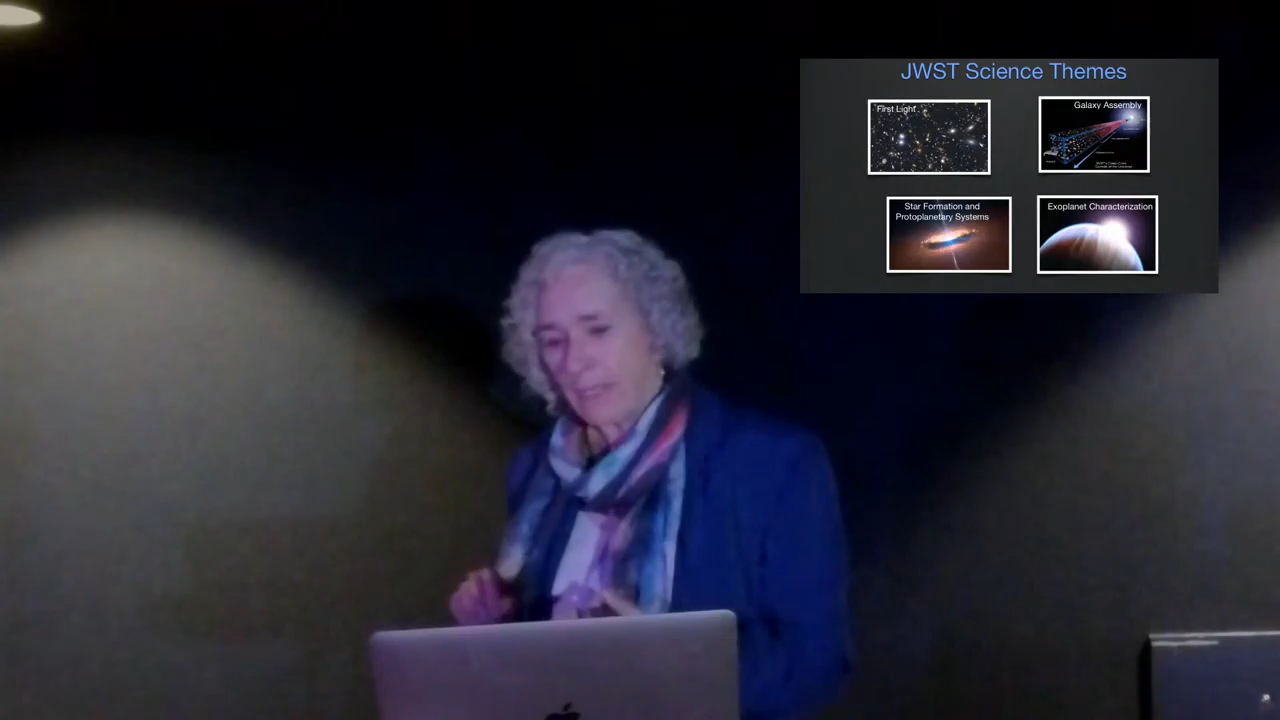 JWST Science Themes
First Light
Galaxy Assembly
Star Formation and
Protoplanetary Systems
Exoplanet Characterization